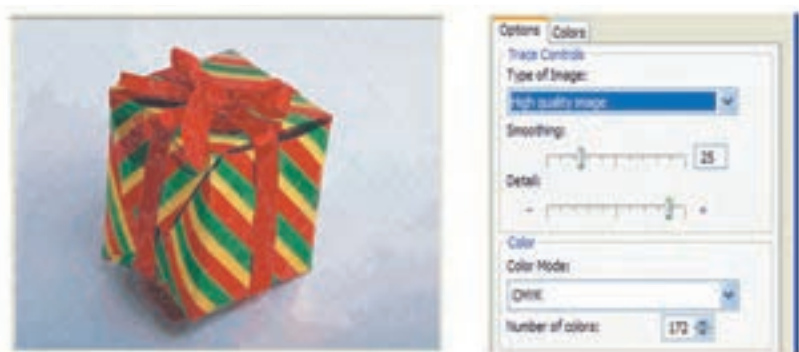 Options Colors
Trace Controls
Type of Image:
High quality image
Smoothing:
25
Detail:
- +
Color
Color Mode:
CMYK
Number of colors:
172